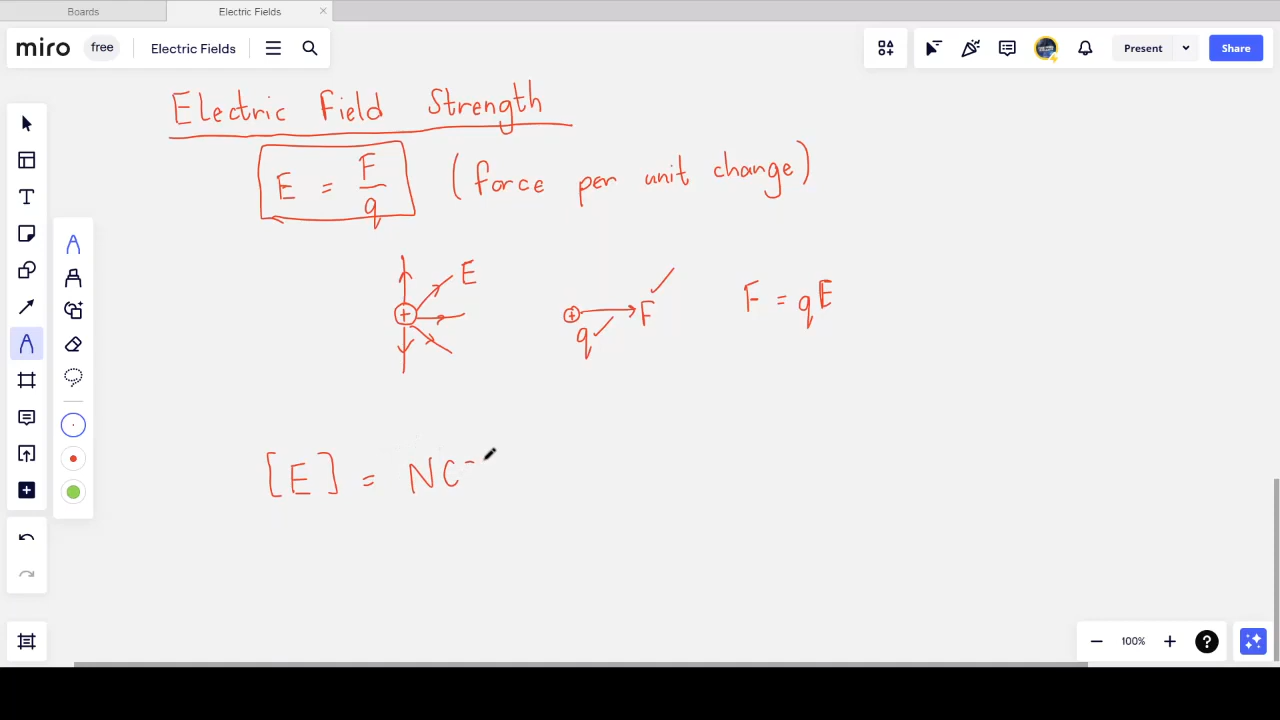 Boards
Electric Fields
miro free Electric Fields
Present
Share
Electric Field Strength
E = F/q (force per unit change)
E
F
q
F = qE
[E] = NC⁻
100%
?